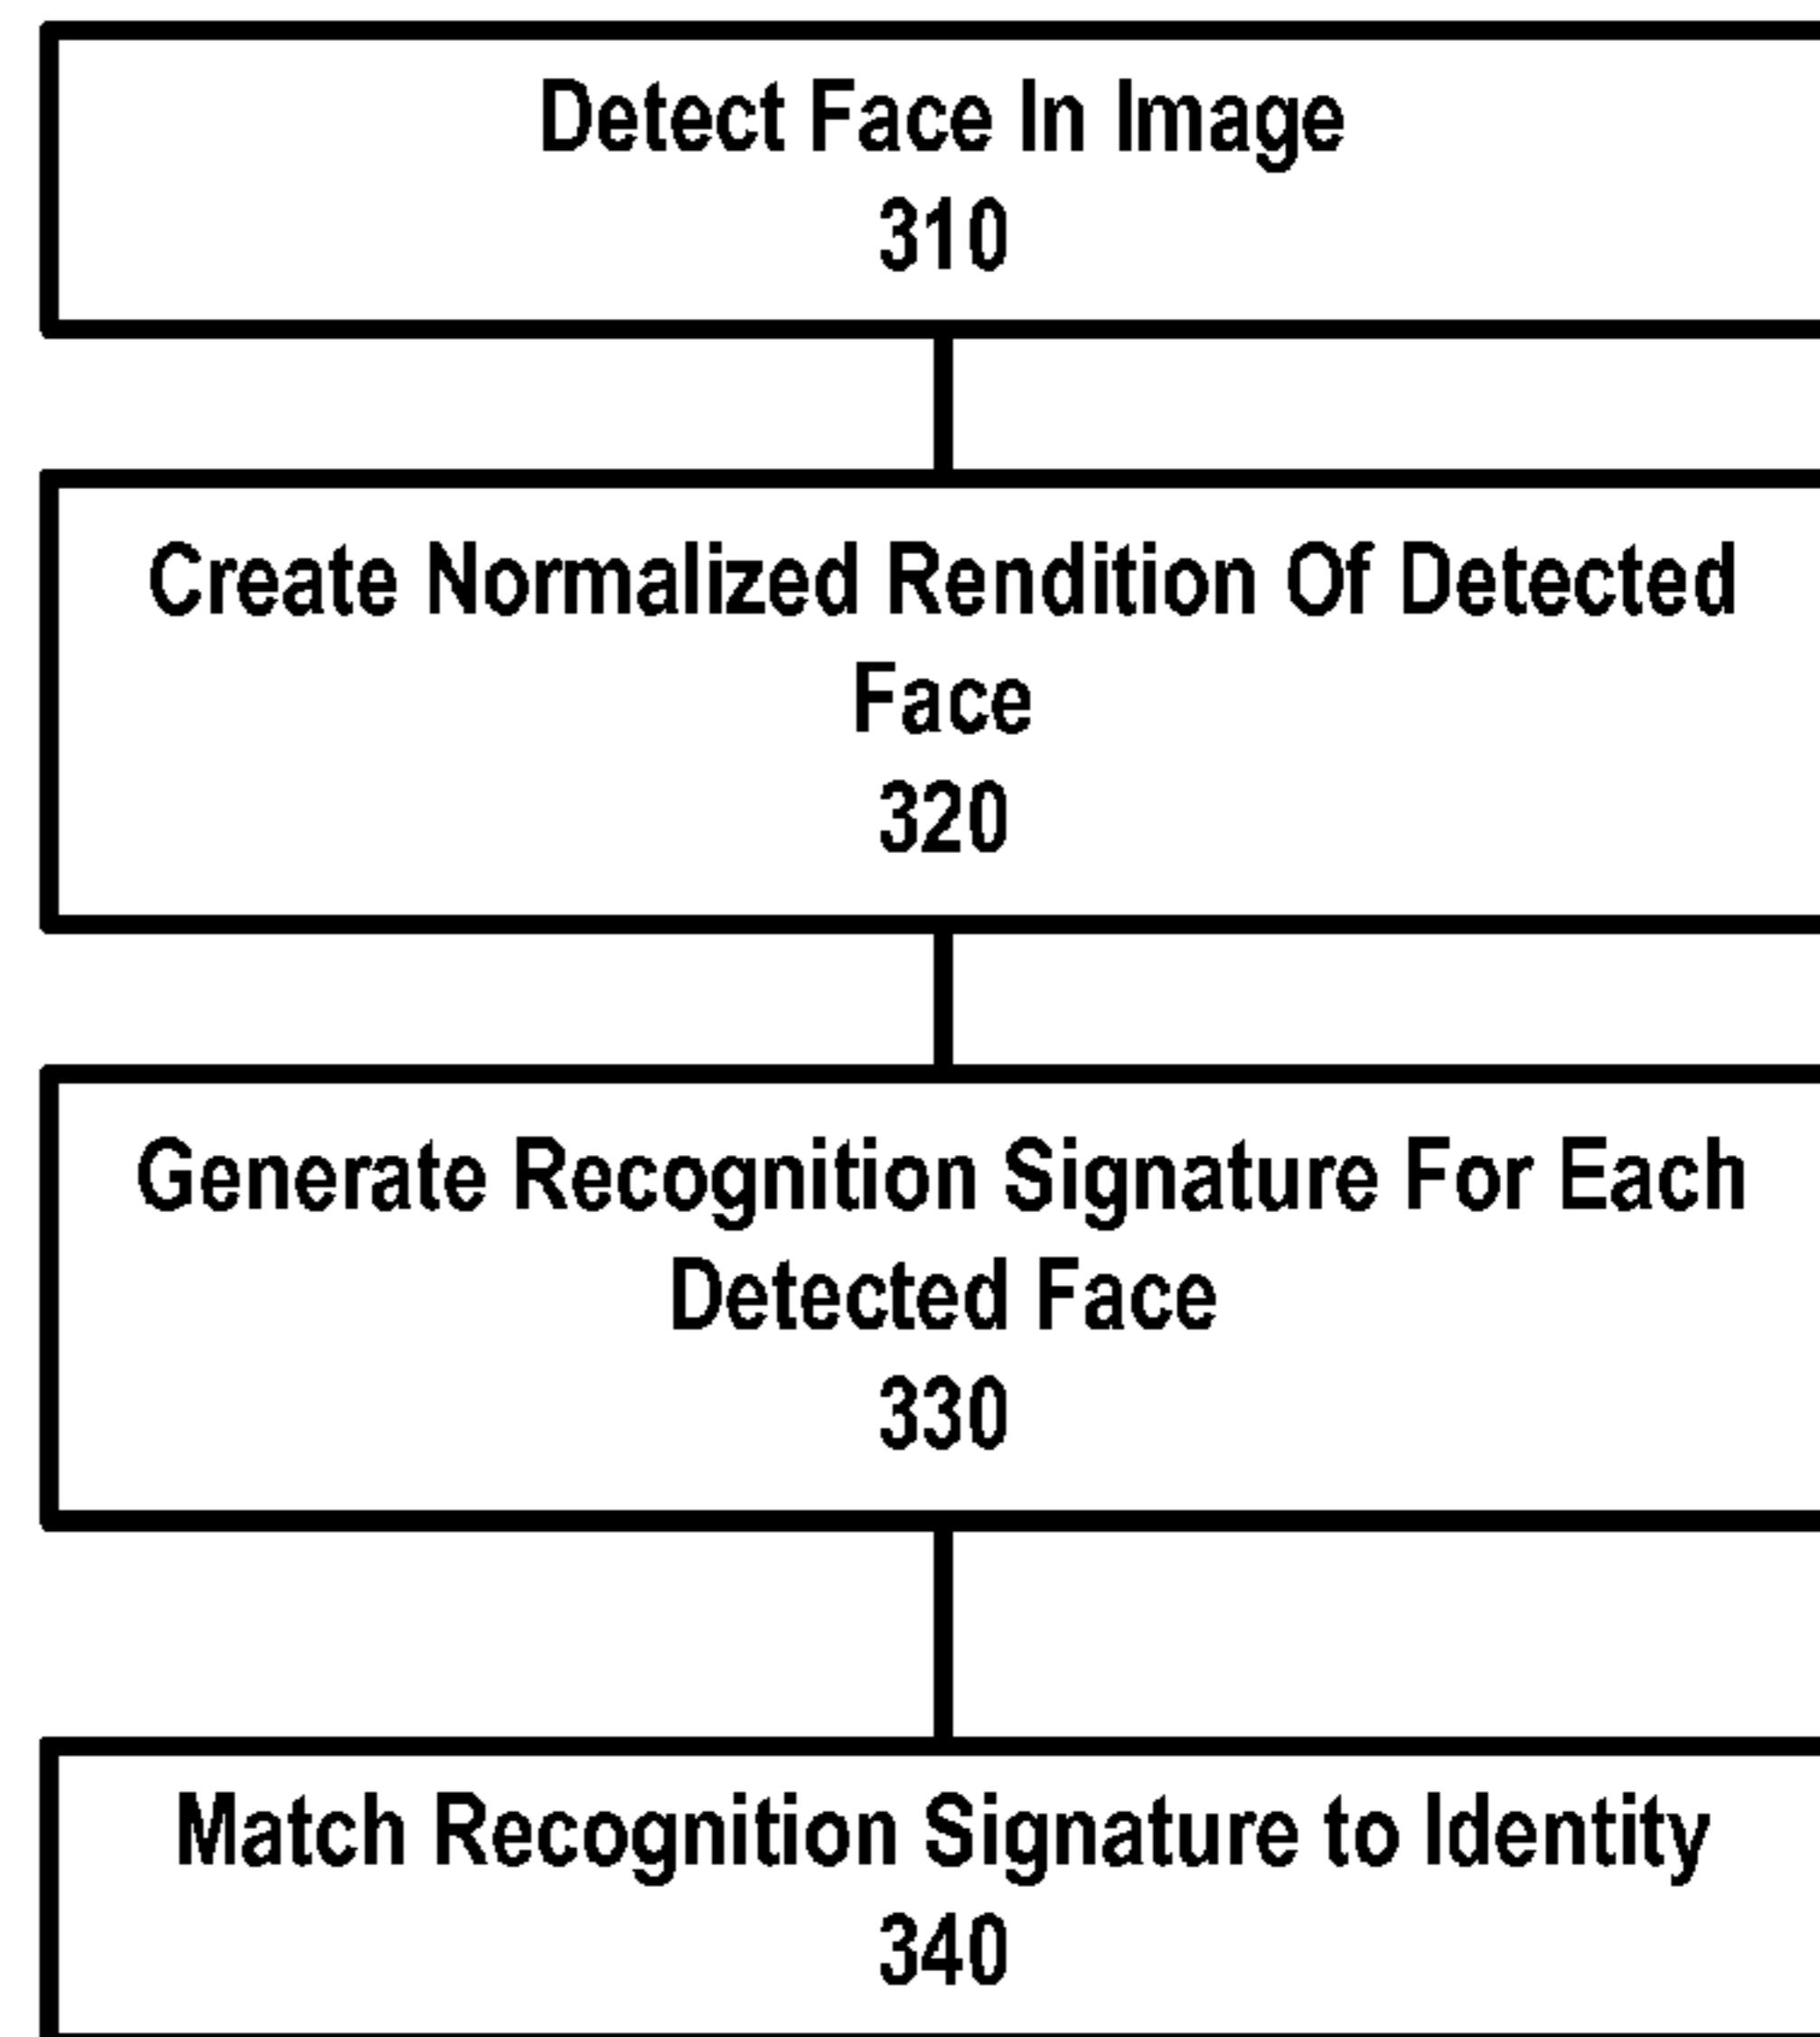 Detect Face In Image
310
Create Normalized Rendition Of Detected
Face
320
Generate Recognition Signature For Each
Detected Face
330
Match Recognition Signature to Identity
340